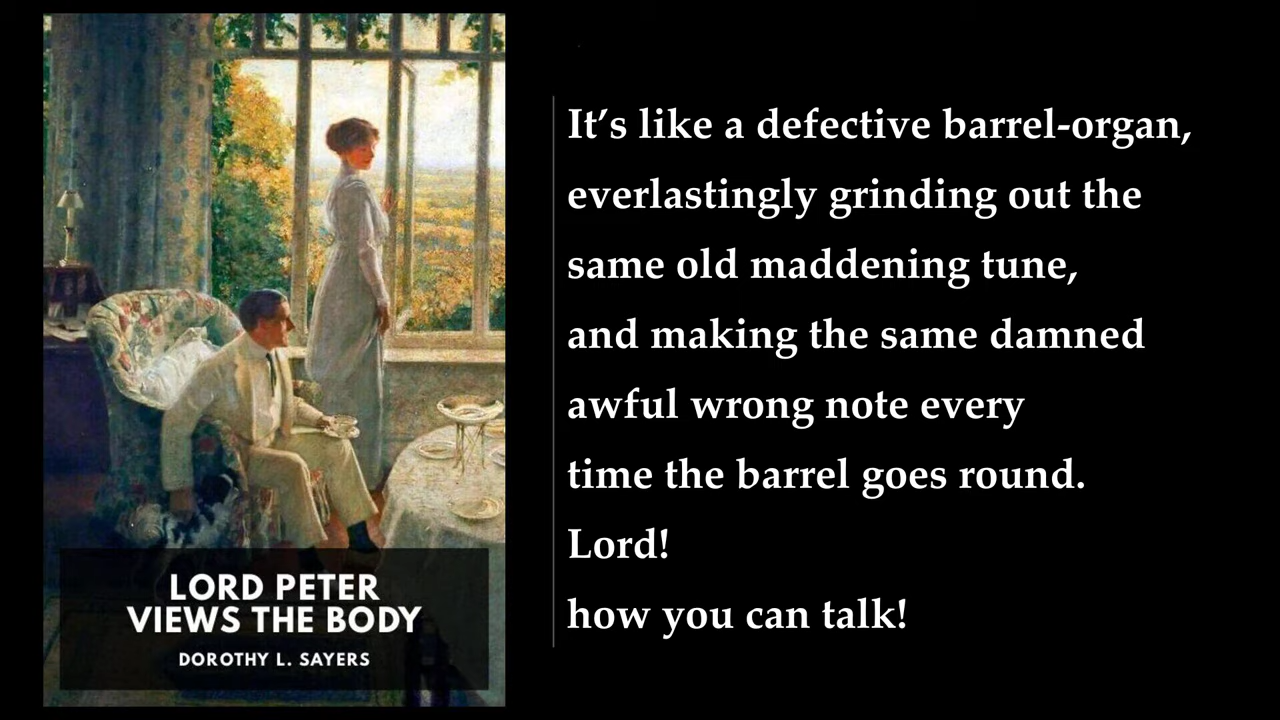 It’s like a defective barrel-organ,
everlastingly grinding out the
same old maddening tune,
and making the same damned
awful wrong note every
time the barrel goes round.
Lord!
how you can talk!
LORD PETER
VIEWS THE BODY
DOROTHY L. SAYERS